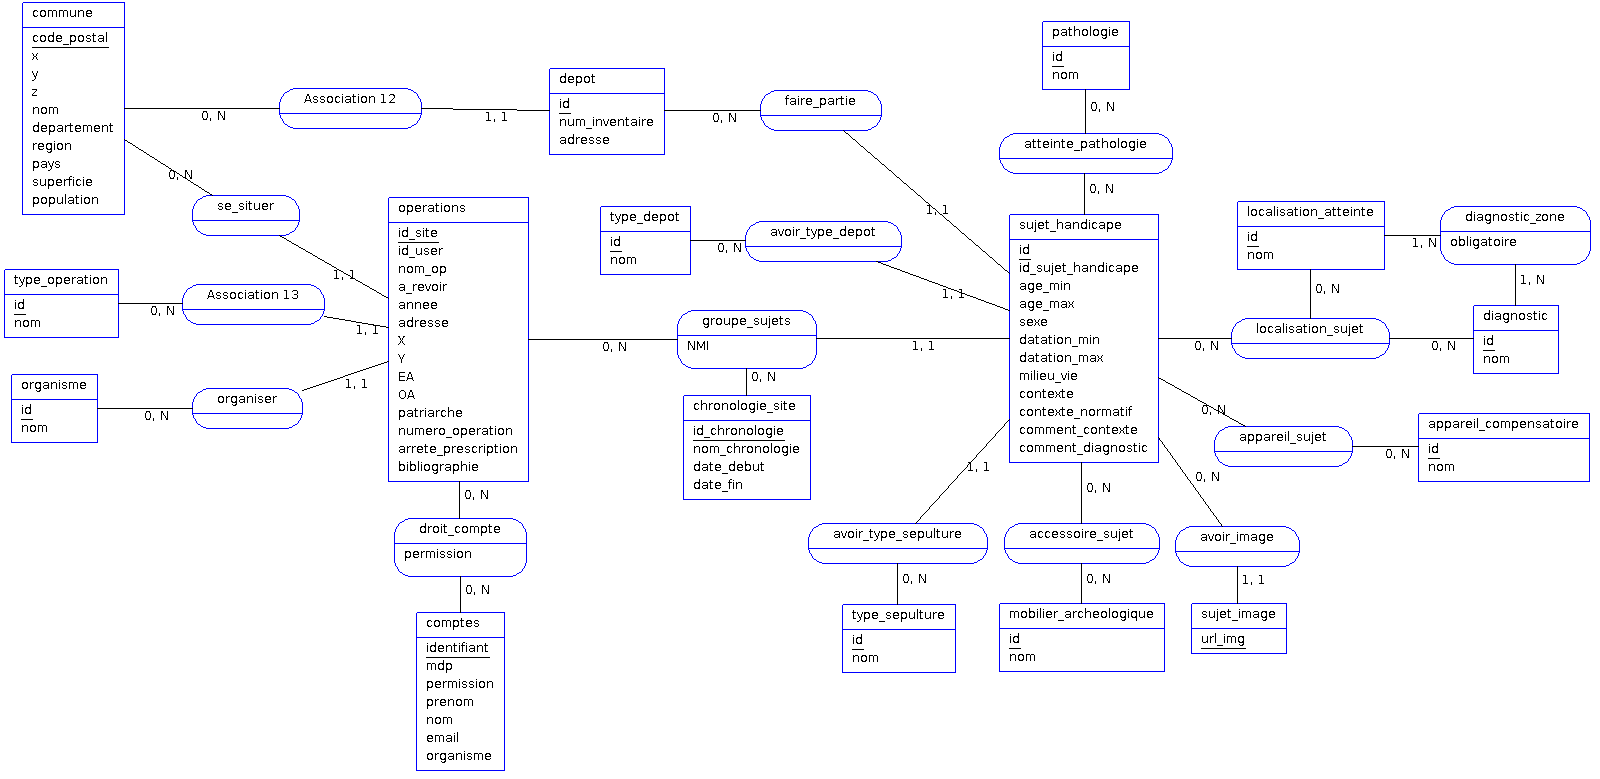 commune
code_postal
x
y
z
nom
departement
region
pays
superficie
population
0, N
Association 12
1, 1
depot
id
num_inventaire
adresse
0, N
faire_partie
1, 1
pathologie
id
nom
0, N
atteinte_pathologie
0, N
0, N
se_situer
1, 1
type_operation
id
nom
0, N
Association 13
1, 1
organisme
id
nom
0, N
organiser
1, 1
operations
id_site
id_user
nom_op
a_revoir
annee
adresse
X
Y
EA
OA
patriarche
numero_operation
arrete_prescription
bibliographie
0, N
droit_compte
permission
0, N
comptes
identifiant
mdp
permission
prenom
nom
email
organisme
type_depot
id
nom
0, N
avoir_type_depot
1, 1
0, N
groupe_sujets
NMI
1, 1
0, N
chronologie_site
id_chronologie
nom_chronologie
date_debut
date_fin
sujet_handicape
id
id_sujet_handicape
age_min
age_max
sexe
datation_min
datation_max
milieu_vie
contexte
contexte_normatif
comment_contexte
comment_diagnostic
localisation_atteinte
id
nom
1, N
diagnostic_zone
obligatoire
1, N
0, N
0, N
localisation_sujet
0, N
diagnostic
id
nom
0, N
appareil_sujet
0, N
appareil_compensatoire
id
nom
1, 1
avoir_type_sepulture
0, N
type_sepulture
id
nom
0, N
accessoire_sujet
0, N
mobilier_archeologique
id
nom
0, N
avoir_image
1, 1
sujet_image
url_img